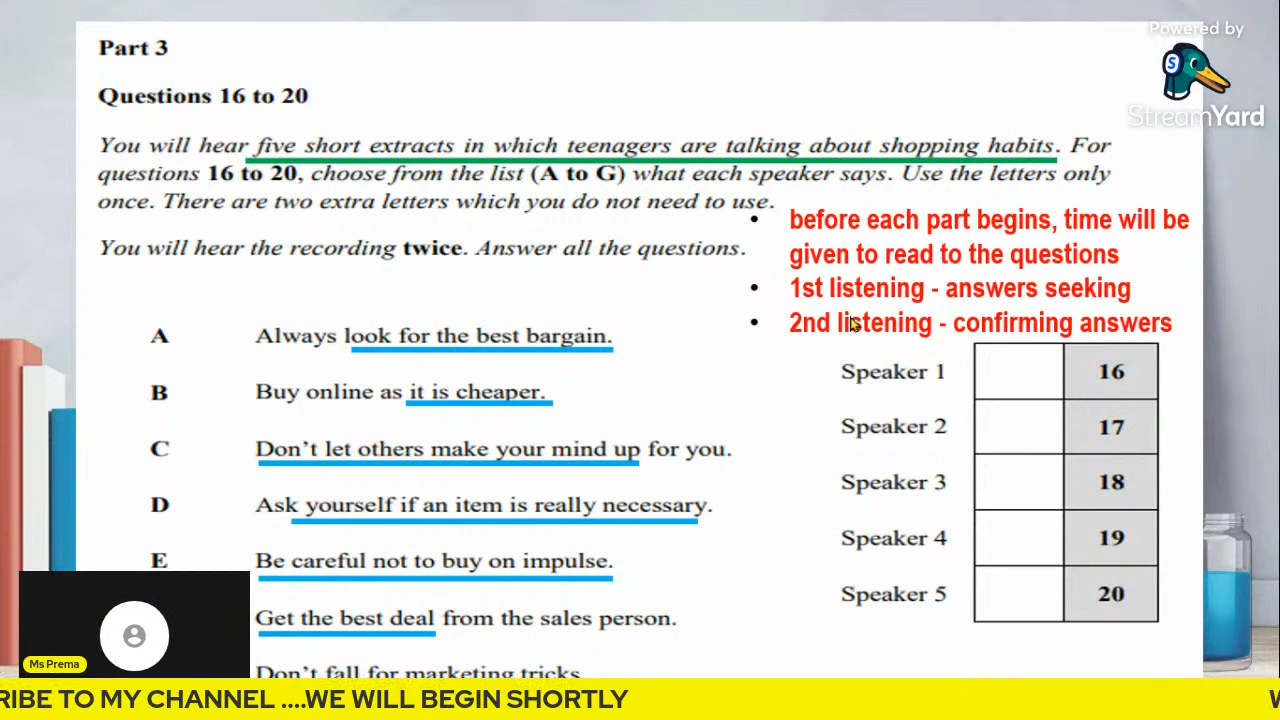 Part 3
Powered by
S
StreamYard
Questions 16 to 20
You will hear five short extracts in which teenagers are talking about shopping habits. For
questions 16 to 20, choose from the list (A to G) what each speaker says. Use the letters only
once. There are two extra letters which you do not need to use.
You will hear the recording twice. Answer all the questions.
• before each part begins, time will be
given to read to the questions
• 1st listening - answers seeking
• 2nd listening - confirming answers
A Always look for the best bargain.
B Buy online as it is cheaper.
C Don't let others make your mind up for you.
D Ask yourself if an item is really necessary.
E Be careful not to buy on impulse.
Get the best deal from the sales person.
Don't fall for marketing tricks
Speaker 1 16
Speaker 2 17
Speaker 3 18
Speaker 4 19
Speaker 5 20
Ms Prema
RIBE TO MY CHANNEL ....WE WILL BEGIN SHORTLY
W